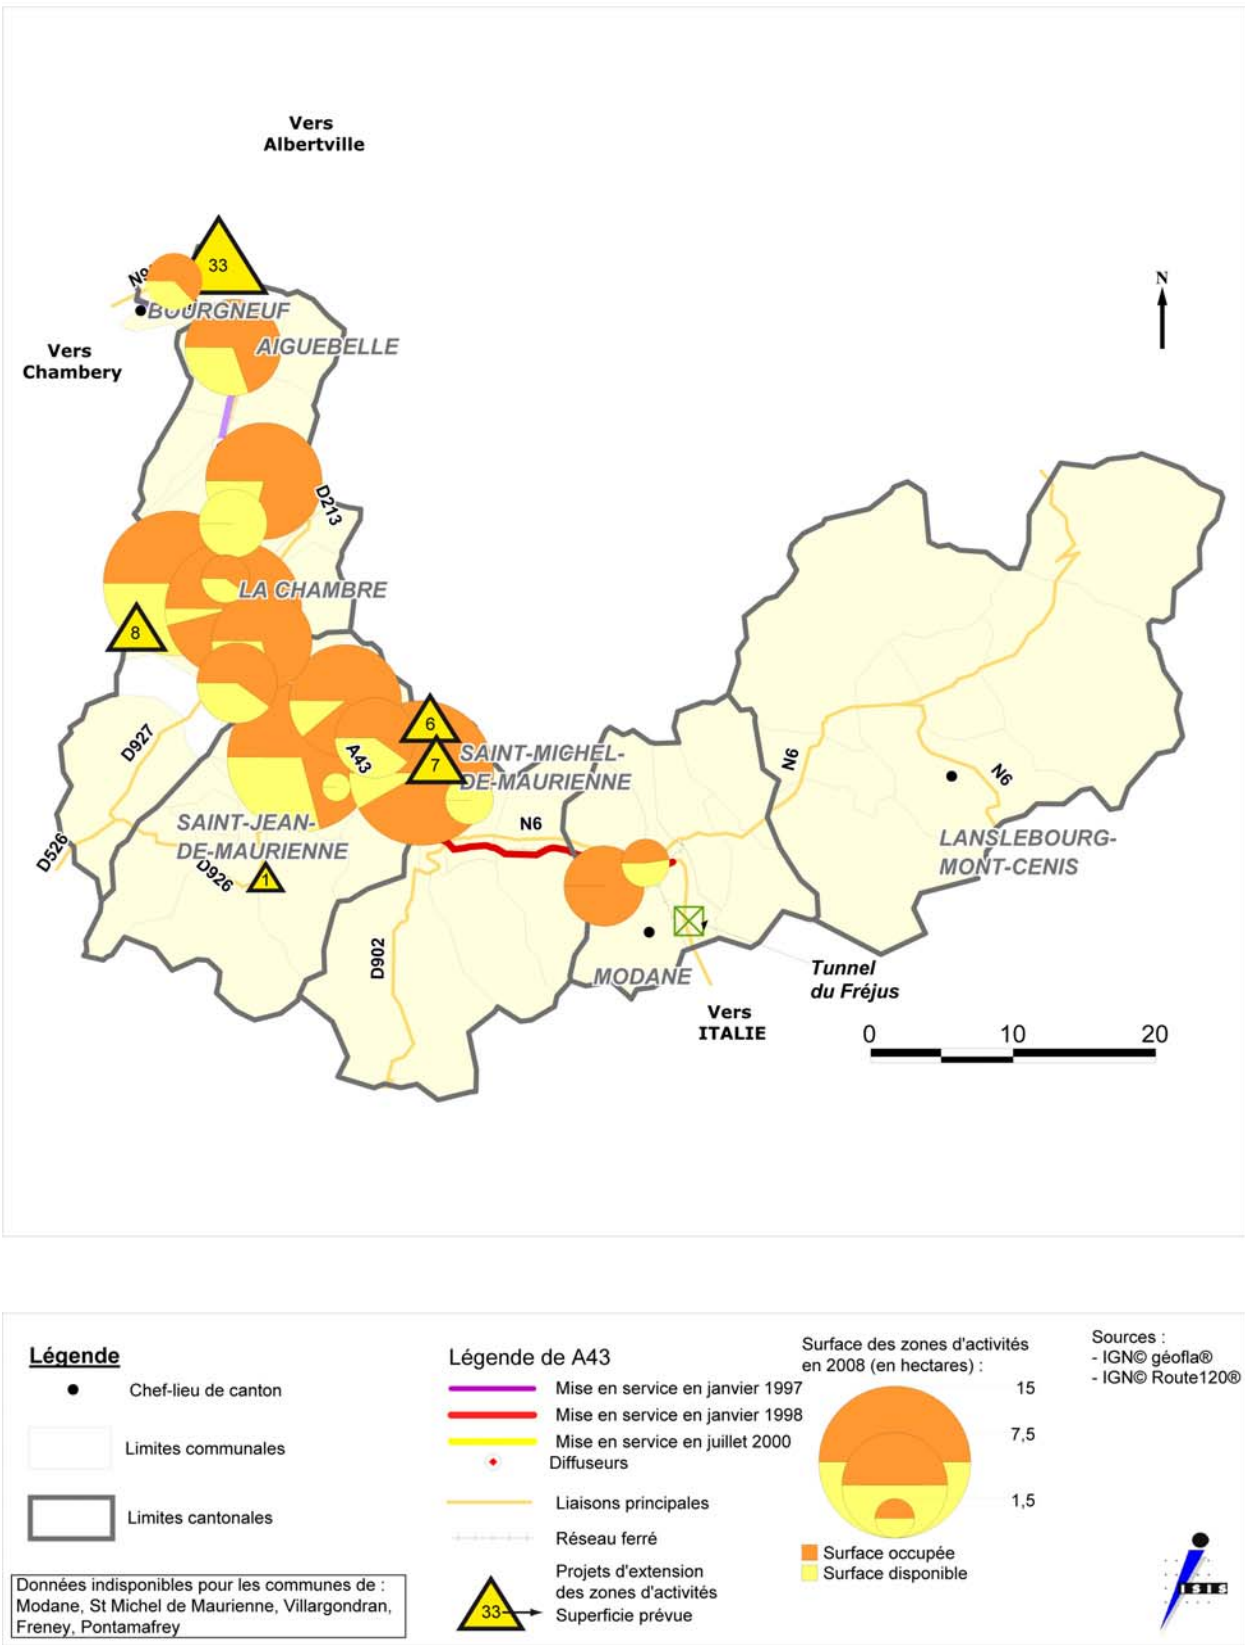 Vers
Albertville
33
N
BOURGNEUF
AIGUEBELLE
Vers
Chambery
D213
LA CHAMBRE
8
D927
6
7
A43
SAINT-MICHEL-
DE-MAURIENNE
N6
N6
N6
SAINT-JEAN-
DE-MAURIENNE
D526
D926
1
LANSLEBOURG-
MONT-CENIS
D902
MODANE
Tunnel
du Fréjus
Vers
ITALIE
0 10 20
Légende
Chef-lieu de canton
Limites communales
Limites cantonales
Données indisponibles pour les communes de :
Modane, St Michel de Maurienne, Villargondran,
Freney, Pontamafrey
Légende de A43
Mise en service en janvier 1997
Mise en service en janvier 1998
Mise en service en juillet 2000
Diffuseurs
Liaisons principales
Réseau ferré
Projets d'extension
des zones d'activités
33 Superficie prévue
Surface des zones d'activités
en 2008 (en hectares) :
15
7,5
1,5
Surface occupée
Surface disponible
Sources :
- IGN© géofla®
- IGN© Route120®
ISIS